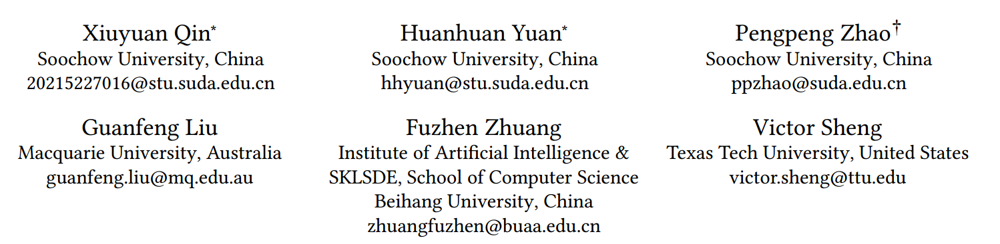 Xiuyuan Qin*
Soochow University, China
20215227016@stu.suda.edu.cn
Huanhuan Yuan*
Soochow University, China
hhyuan@stu.suda.edu.cn
Pengpeng Zhao†
Soochow University, China
ppzhao@suda.edu.cn
Guanfeng Liu
Macquarie University, Australia
guanfeng.liu@mq.edu.au
Fuzhen Zhuang
Institute of Artificial Intelligence &
SKLSDE, School of Computer Science
Beihang University, China
zhuangfuzhen@buaa.edu.cn
Victor Sheng
Texas Tech University, United States
victor.sheng@ttu.edu